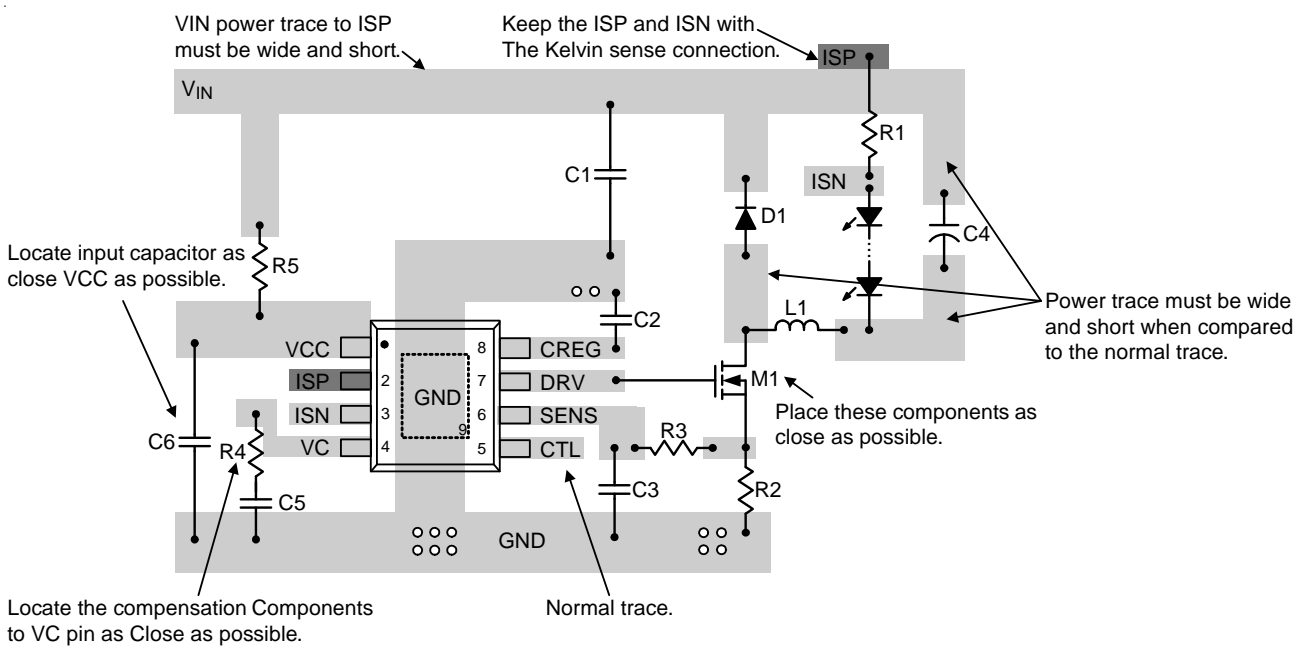 VIN power trace to ISP
must be wide and short.
Keep the ISP and ISN with
The Kelvin sense connection.
ISP
VIN
R1
C1
ISN
D1
C4
Locate input capacitor as
close VCC as possible.
R5
C2
L1
Power trace must be wide
and short when compared
to the normal trace.
VCC
8
CREG
ISP
2
GND
7
DRV
M1
Place these components as
close as possible.
ISN
3
6
SENS
9
C6
R4
VC
4
5
CTL
R3
C5
C3
R2
GND
Locate the compensation Components
to VC pin as Close as possible.
Normal trace.